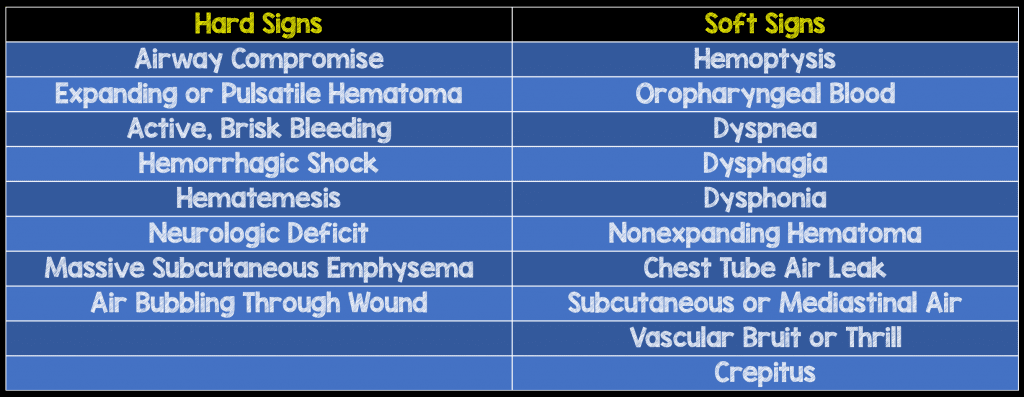 Hard Signs Soft Signs
Airway Compromise Hemoptysis
Expanding or Pulsatile Hematoma Oropharyngeal Blood
Active, Brisk Bleeding Dyspnea
Hemorrhagic Shock Dysphagia
Hematemesis Dysphonia
Neurologic Deficit Nonexpanding Hematoma
Massive Subcutaneous Emphysema Chest Tube Air Leak
Air Bubbling Through Wound Subcutaneous or Mediastinal Air
Vascular Bruit or Thrill
Crepitus